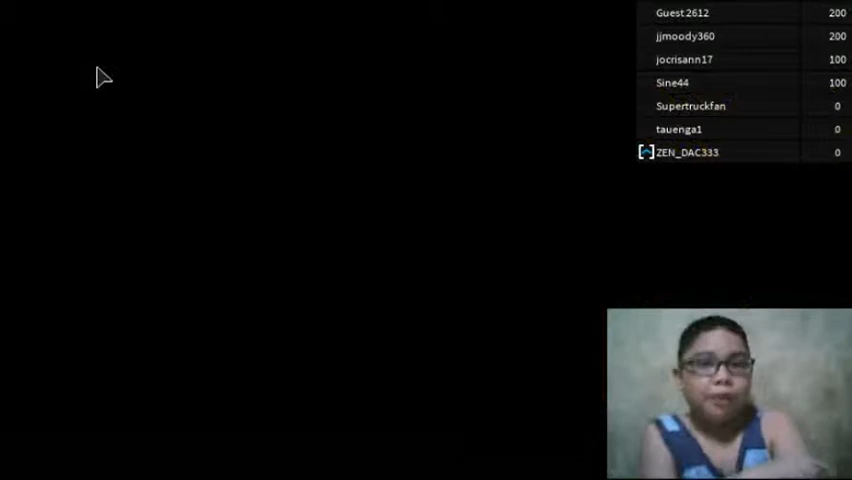 Guest 2612 200
jjmoody360 200
jocrisann17 100
Sine44 100
Supertruckfan 0
tauenga1 0
ZEN_DAC333 0